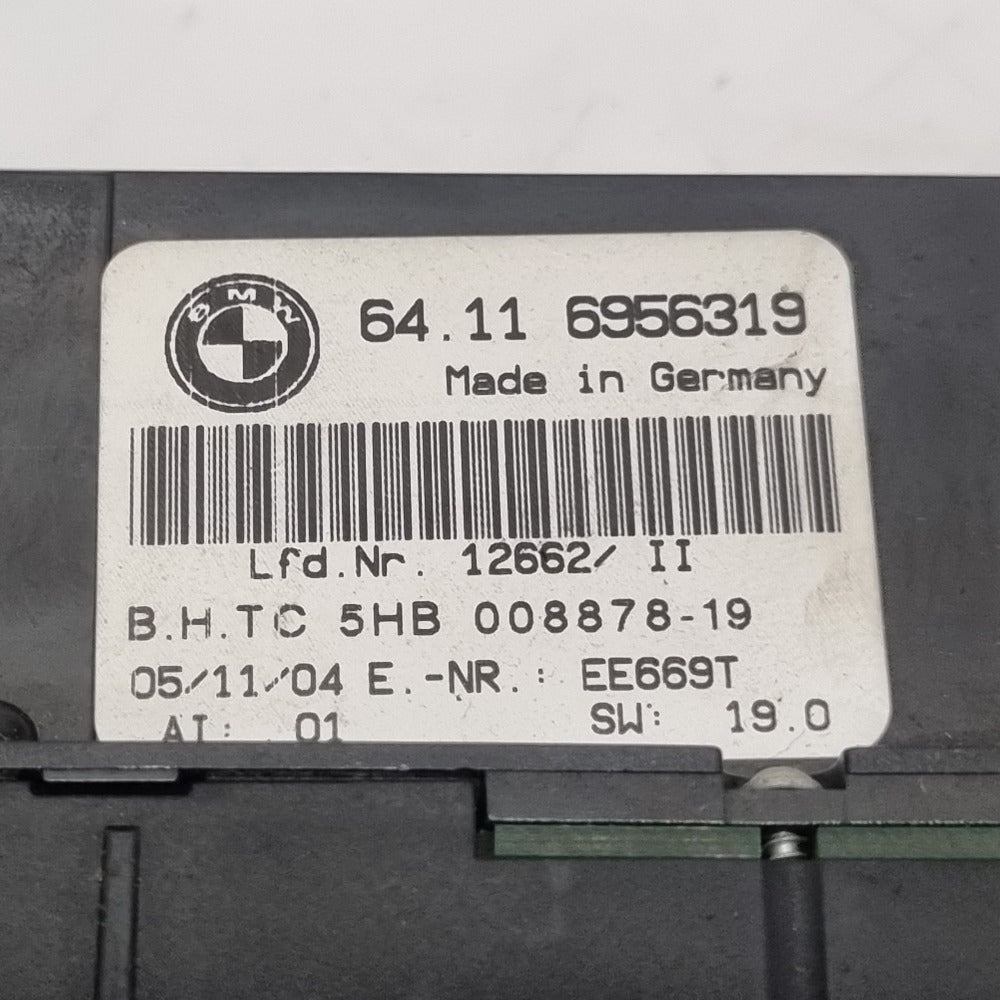 BMW
64.11 6956319
Made in Germany
Lfd.Nr. 12662/ II
B.H.TC 5HB 008878-19
05/11/04 E.-NR.: EE669T
AI: 01 SW: 19.0